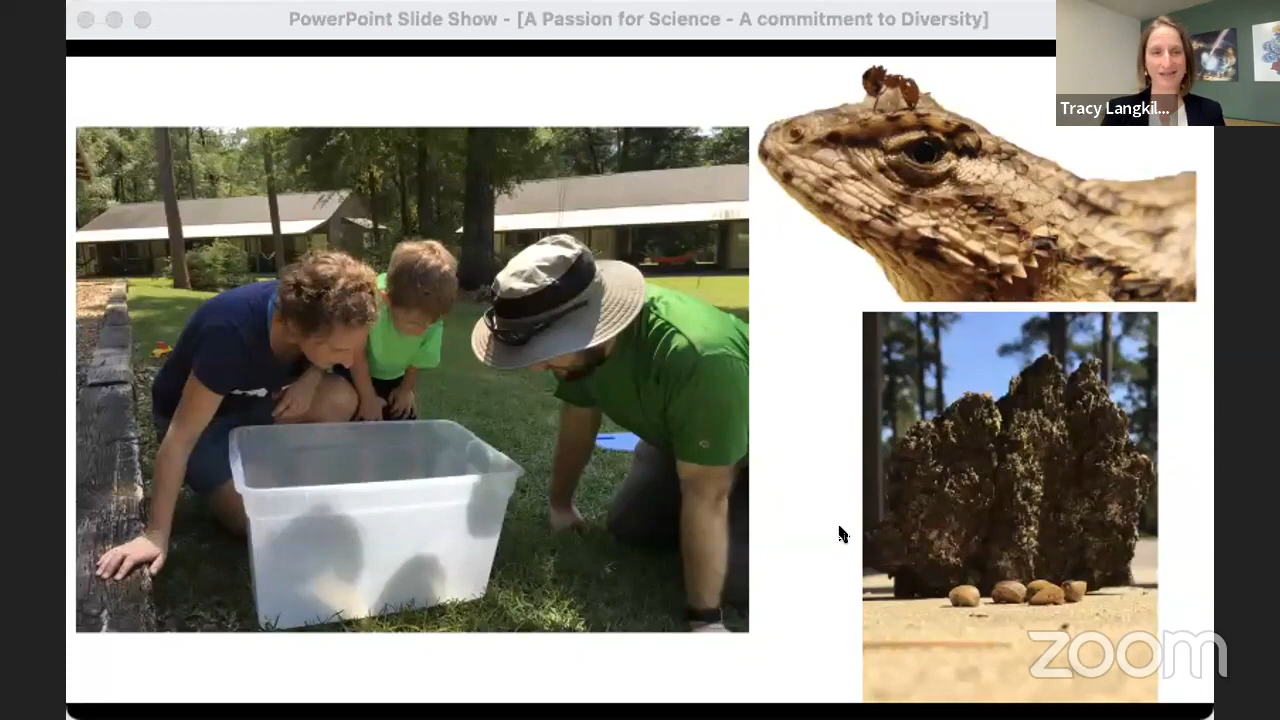 PowerPoint Slide Show - [A Passion for Science - A commitment to Diversity]
Tracy Langkil...
zoom